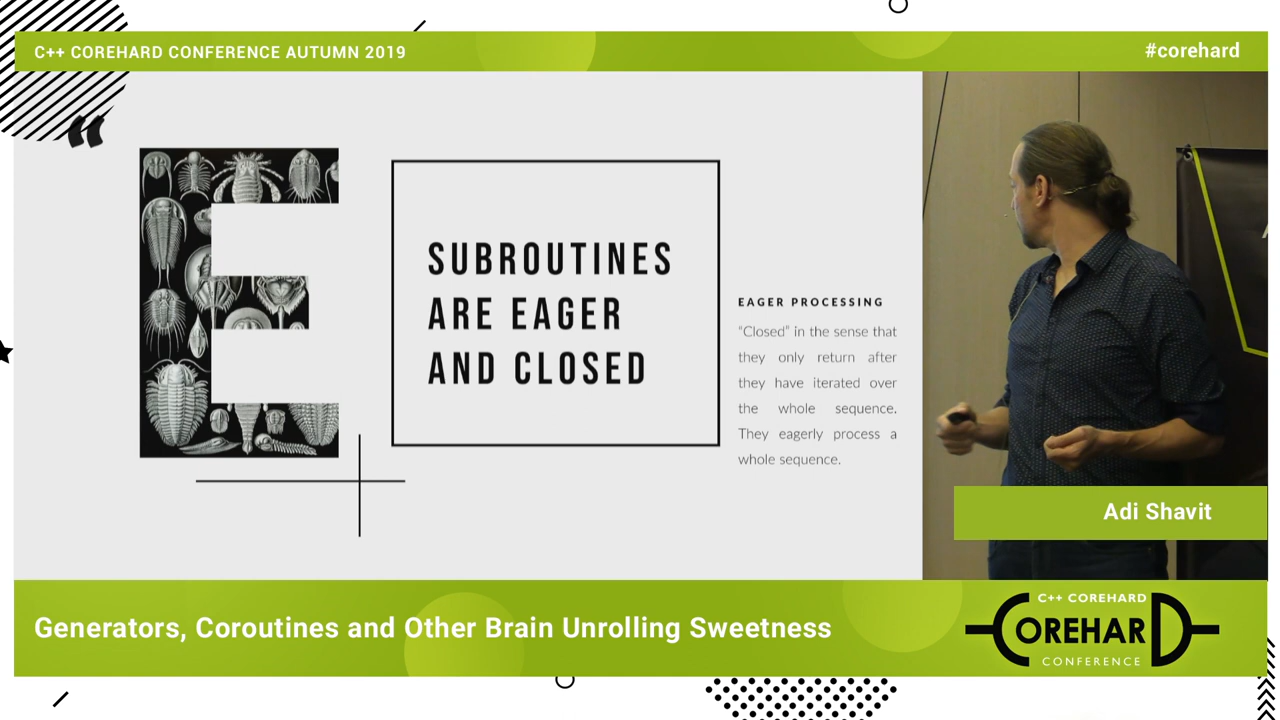 C++ COREHARD CONFERENCE AUTUMN 2019
#corehard
“
E
SUBROUTINES
ARE EAGER
AND CLOSED
EAGER PROCESSING
“Closed” in the sense that
they only return after
they have iterated over
the whole sequence.
They eagerly process a
whole sequence.
Adi Shavit
Generators, Coroutines and Other Brain Unrolling Sweetness
C++ COREHARD
COREHARD
CONFERENCE